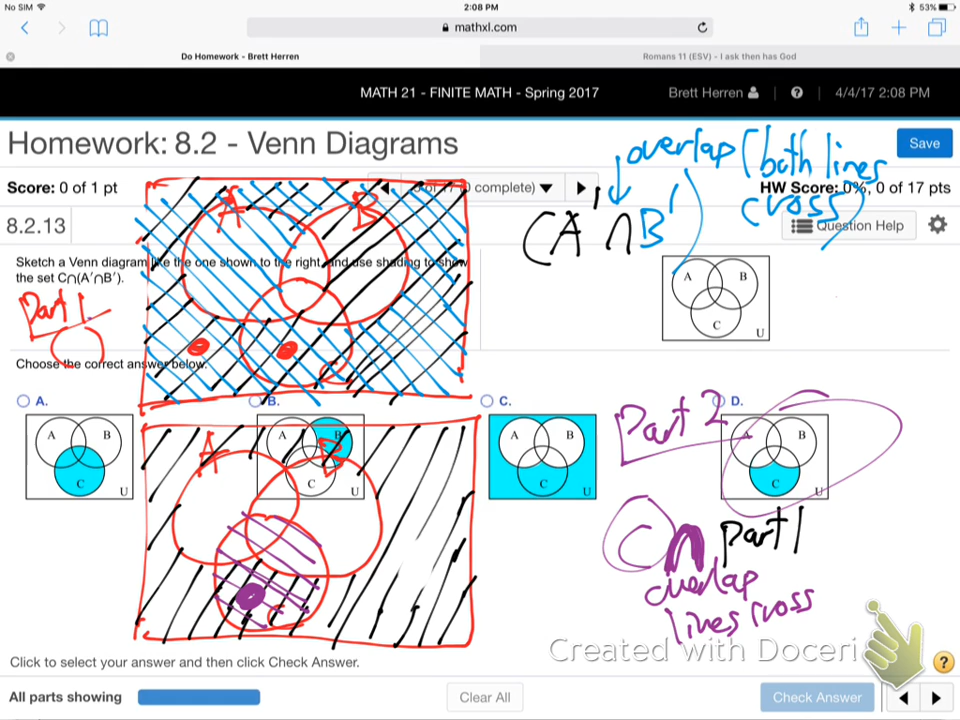 No SIM
2:08 PM
53%
mathxl.com
Do Homework - Brett Herren
Romans 11 (ESV) - I ask then has God
MATH 21 - FINITE MATH - Spring 2017
Brett Herren
?
4/4/17 2:08 PM
Homework: 8.2 - Venn Diagrams
Save
overlap (both lines cross)
Score: 0 of 1 pt
complete)
HW Score: 0%, 0 of 17 pts
8.2.13
Question Help
A
B
(A' ∩ B'
Sketch a Venn diagram like the one shown to the right, and use shading to show
the set C∩(A′∩B′).
A
B
C
U
Part 1
C
Choose the correct answer below.
A.
B.
C.
D.
A
B
C
U
A
B
C
U
A
B
C
U
A
B
C
U
Part 2
A
B
C
C ∩ part 1
overlap
lines cross
Created with Doceri
Click to select your answer and then click Check Answer.
?
All parts showing
Clear All
Check Answer